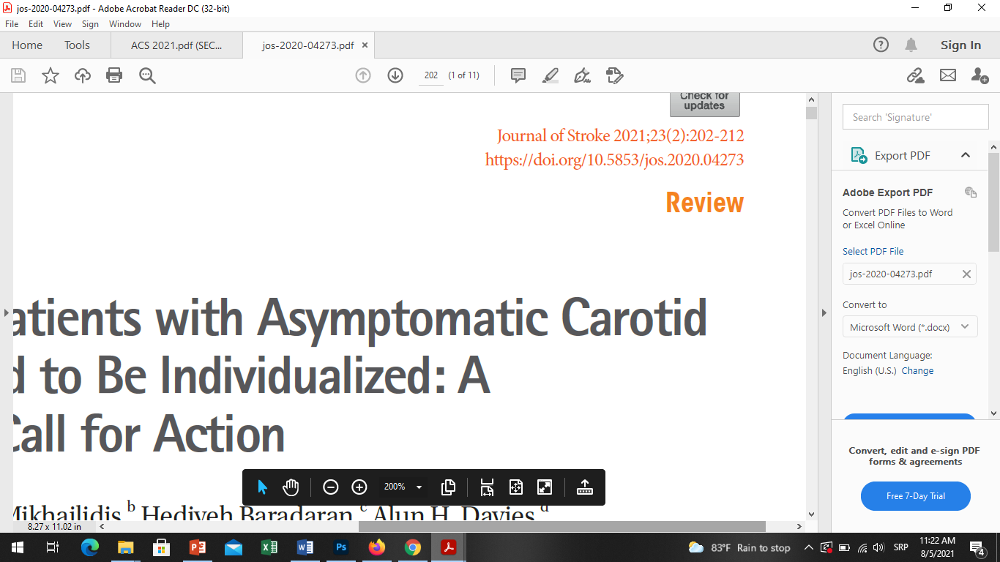 jos-2020-04273.pdf - Adobe Acrobat Reader DC (32-bit)
File Edit View Sign Window Help
Home Tools ACS 2021.pdf (SEC... jos-2020-04273.pdf × Sign In
202 (1 of 11)
Check for
updates
Journal of Stroke 2021;23(2):202-212
https://doi.org/10.5853/jos.2020.04273
Review
atients with Asymptomatic Carotid
d to Be Individualized: A
Call for Action
Mikhailidis,b Hediyeh Baradaran,c Alun H. Davies,d
200%
8.27 x 11.02 in
Search 'Signature'
Export PDF
Adobe Export PDF
Convert PDF Files to Word
or Excel Online
Select PDF File
jos-2020-04273.pdf
Convert to
Microsoft Word (*.docx)
Document Language:
English (U.S.) Change
Convert, edit and e-sign PDF
forms & agreements
Free 7-Day Trial
83°F Rain to stop SRP 11:22 AM
8/5/2021
4